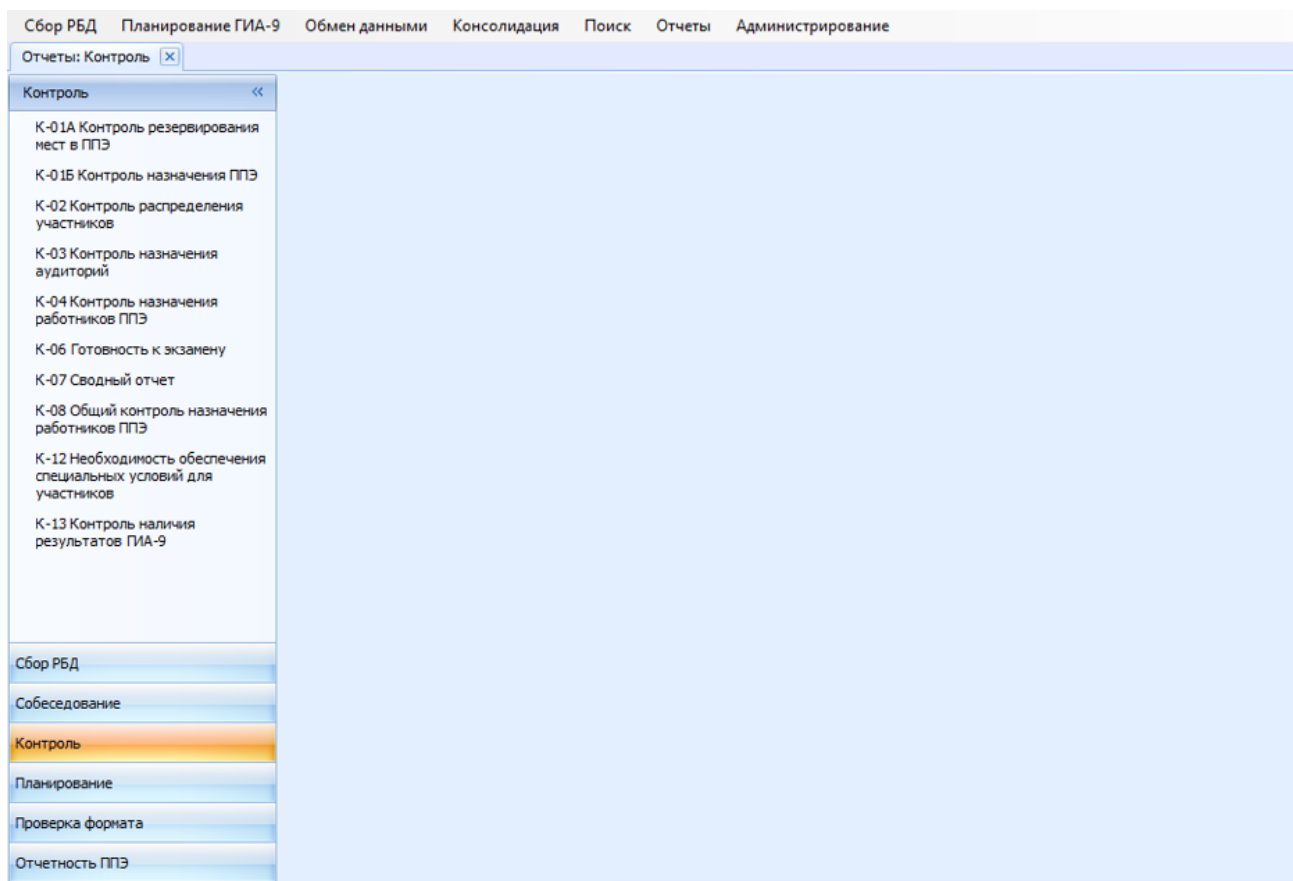 Сбор РБД Планирование ГИА-9 Обмен данными Консолидация Поиск Отчеты Администрирование
Отчеты: Контроль
Контроль
К-01А Контроль резервирования
мест в ППЭ
К-01Б Контроль назначения ППЭ
К-02 Контроль распределения
участников
К-03 Контроль назначения
аудиторий
К-04 Контроль назначения
работников ППЭ
К-06 Готовность к экзамену
К-07 Сводный отчет
К-08 Общий контроль назначения
работников ППЭ
К-12 Необходимость обеспечения
специальных условий для
участников
К-13 Контроль наличия
результатов ГИА-9
Сбор РБД
Собеседование
Контроль
Планирование
Проверка формата
Отчетность ППЭ